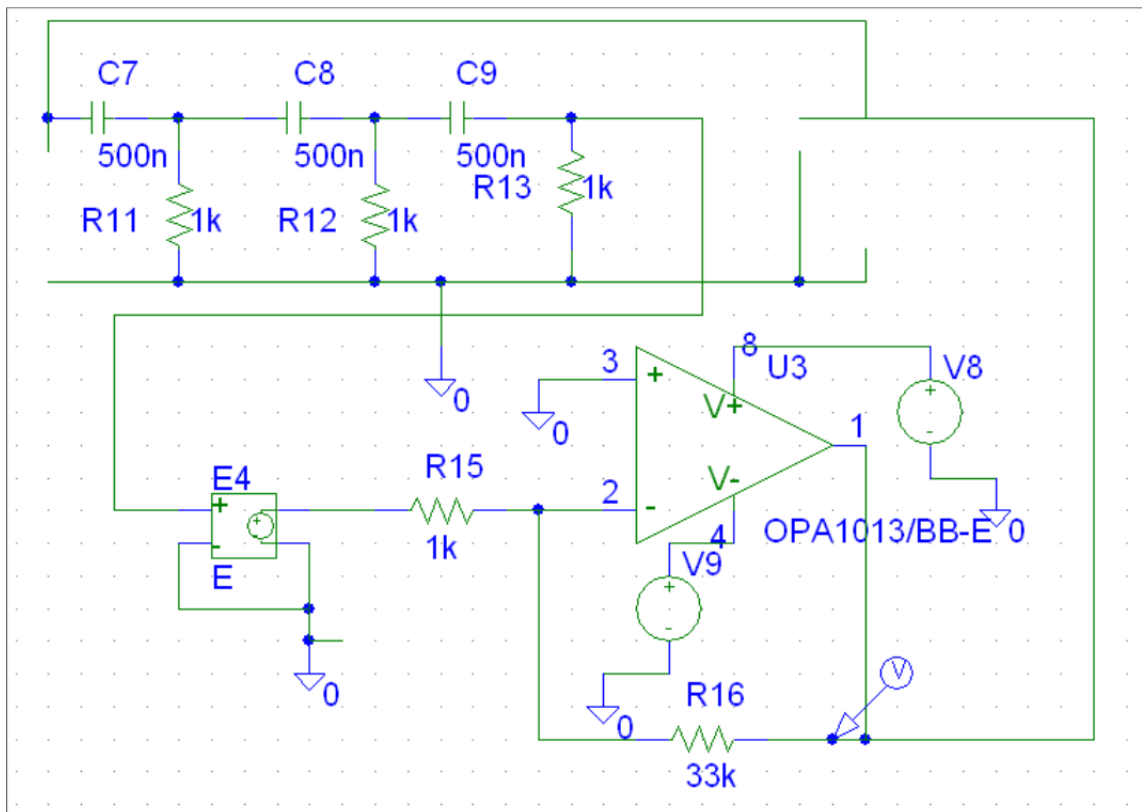 C7 C8 C9
500n 500n 500n
R11 1k R12 1k R13 1k
0
3 + 8 U3 V8
V+ + -
0 1
E4 R15 V-
+ + - 2 -
- 1k 4 OPA1013/BB-E 0
E V9
+ -
0 V
R16
0
33k